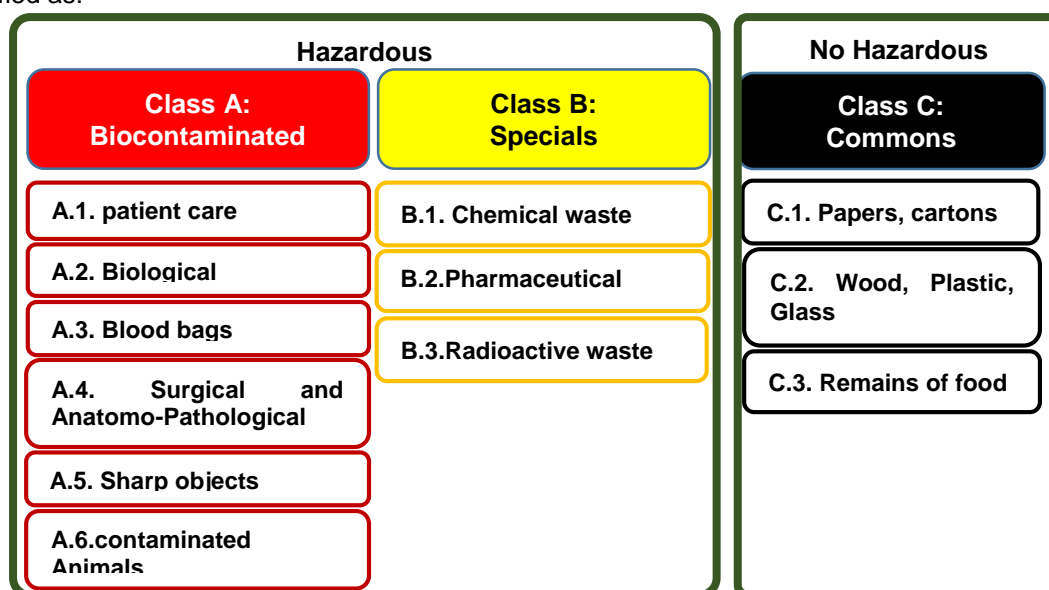 Hazardous
Class A:
Biocontaminated
A.1. patient care
A.2. Biological
A.3. Blood bags
A.4. Surgical and
Anatomo-Pathological
A.5. Sharp objects
A.6.contaminated
Animals
Class B:
Specials
B.1. Chemical waste
B.2.Pharmaceutical
B.3.Radioactive waste
No Hazardous
Class C:
Commons
C.1. Papers, cartons
C.2. Wood, Plastic,
Glass
C.3. Remains of food